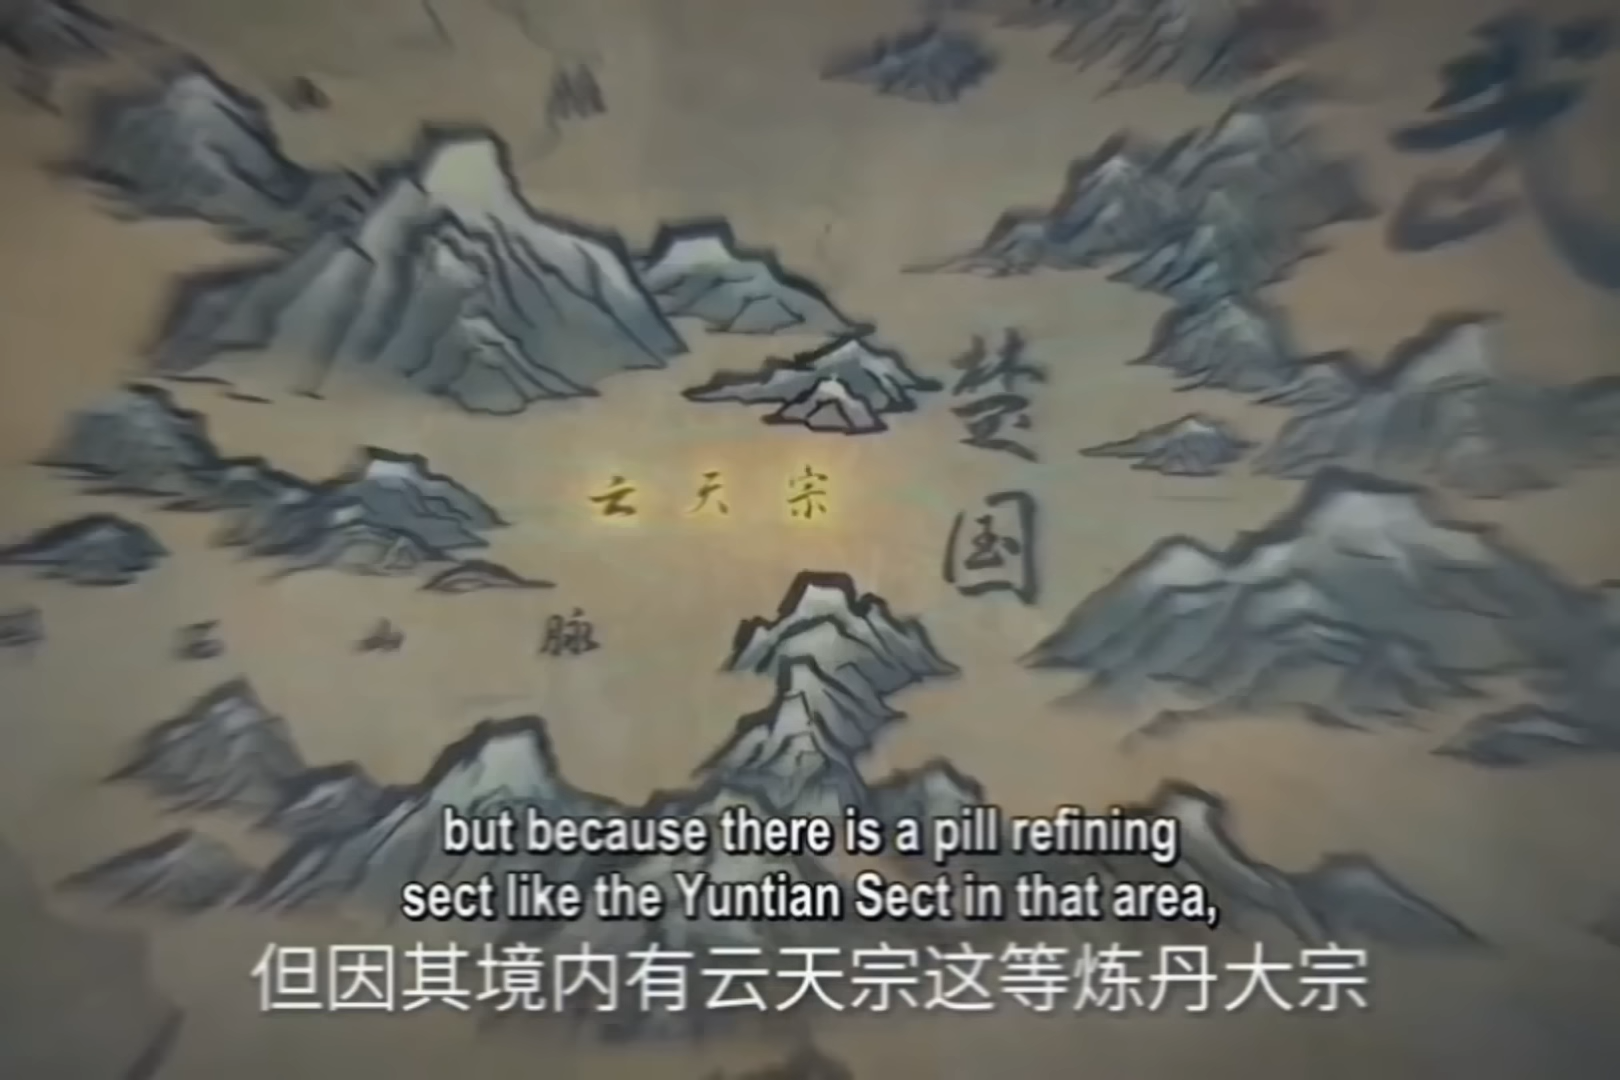 楚国
云天宗
山脉
but because there is a pill refining
sect like the Yuntian Sect in that area,
但因其境内有云天宗这等炼丹大宗